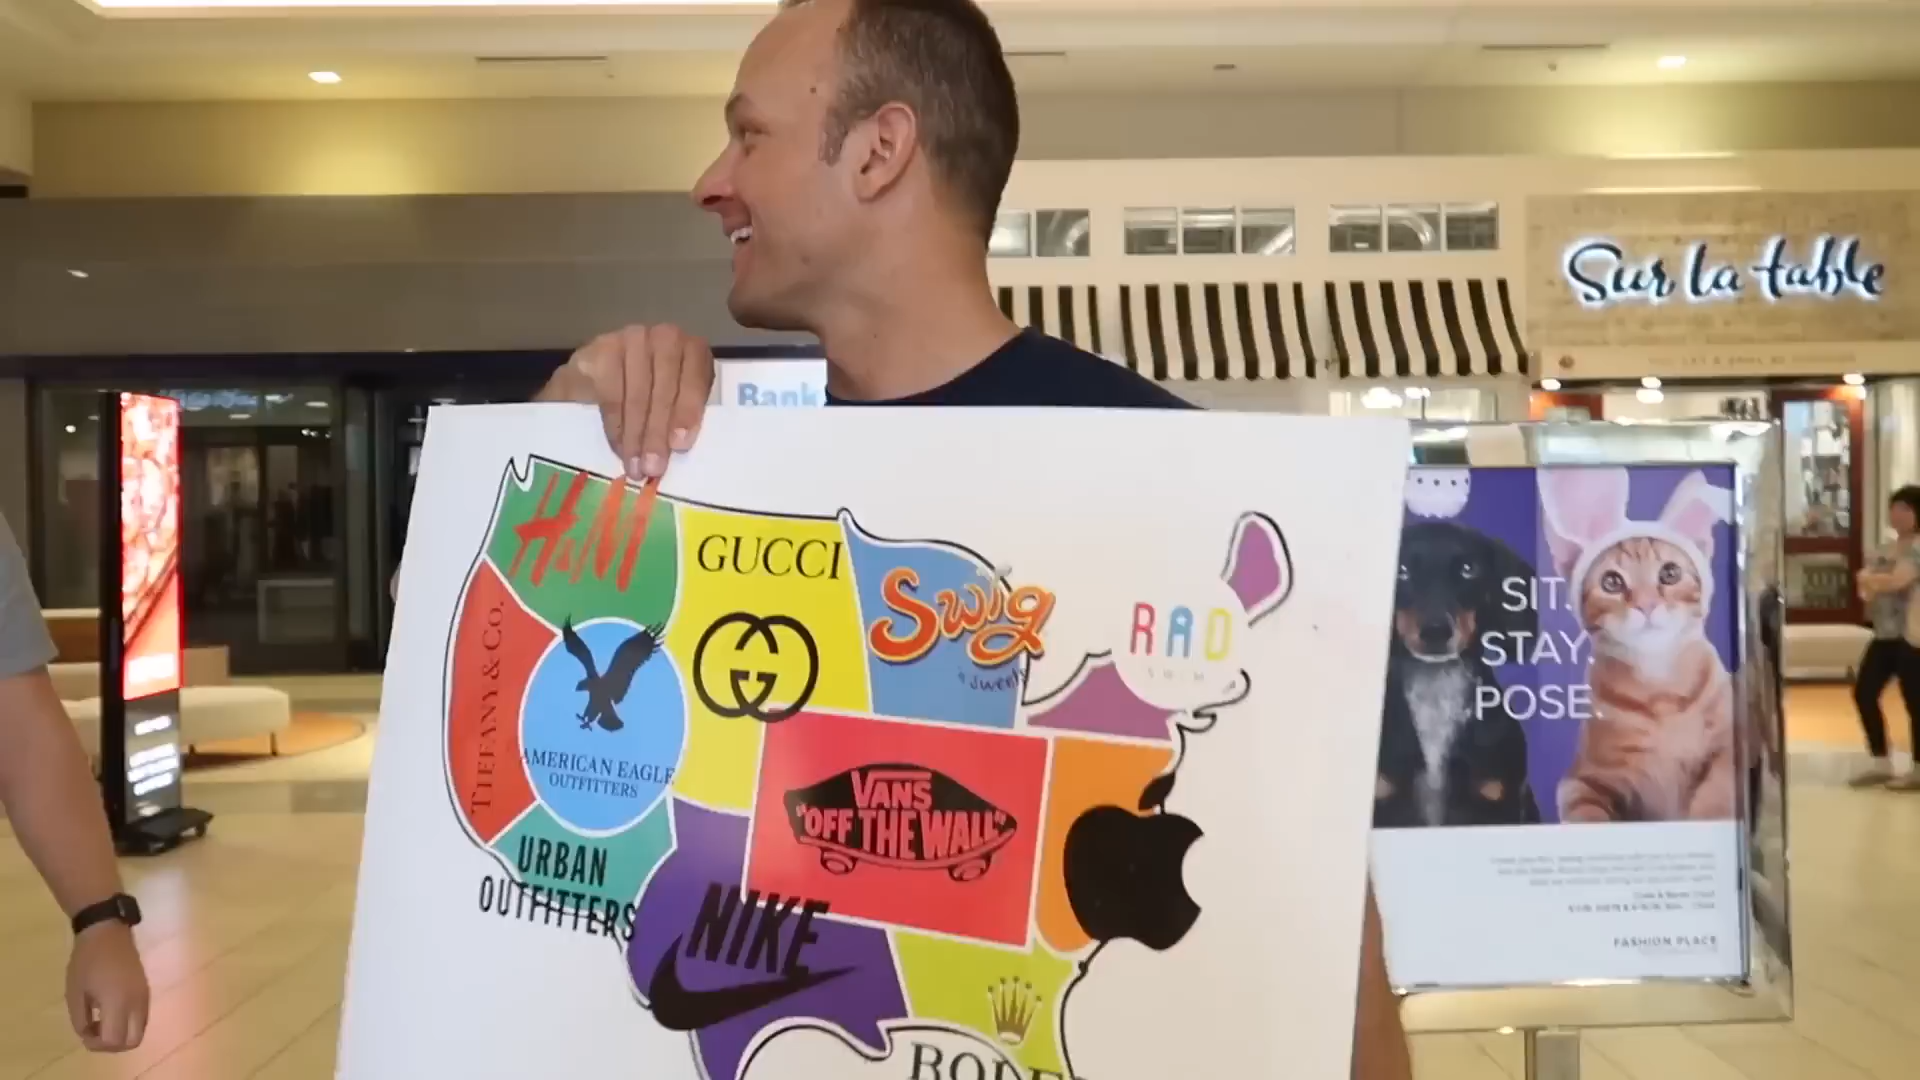 Sur la table
Bank
H&M
GUCCI
Swig
RAD
SWIM
TIFFANY & CO.
AMERICAN EAGLE
OUTFITTERS
VANS
"OFF THE WALL"
URBAN
OUTFITTERS
NIKE
SIT.
STAY.
POSE.
FASHION PLACE